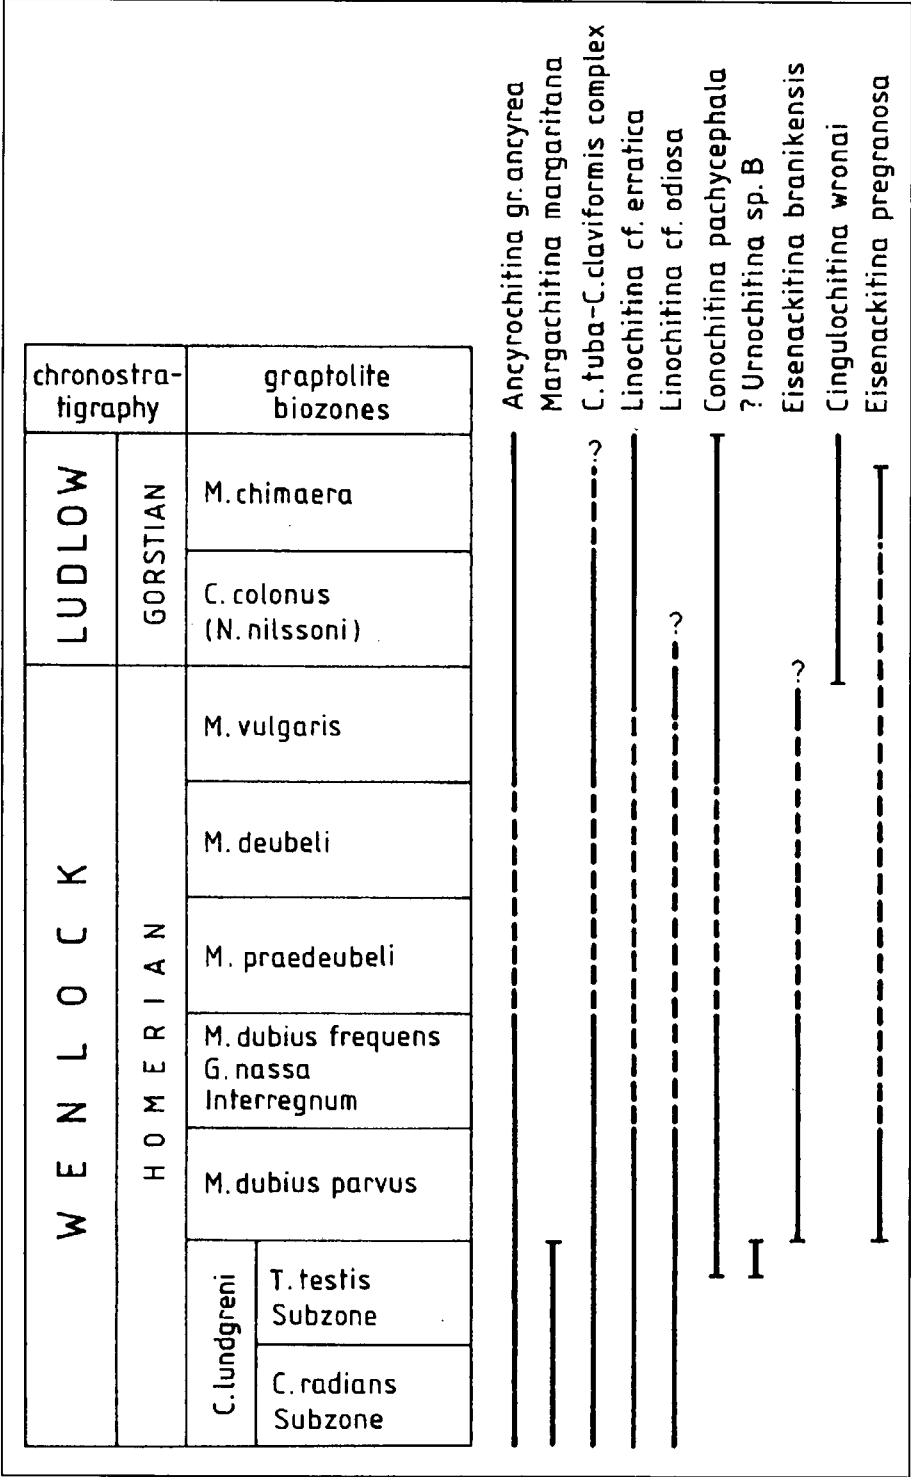 Ancyrochitina gr. ancyrea
Margachitina margaritana
C. tuba-C. claviformis complex
Linochitina cf. erratica
Linochitina cf. odiosa
Conochitina pachycephala
? Urnochitina sp. B
Eisenackitina branikensis
Cingulochitina wronai
Eisenackitina pregranosa
chronostra-
tigraphy
graptolite
biozones
LUDLOW
GORSTIAN
M. chimaera
C. colonus
(N. nilssoni)
WENLOCK
HOMERIAN
M. vulgaris
M. deubeli
M. praedeubeli
M. dubius frequens
G. nassa
Interregnum
M. dubius parvus
C. lundgreni
T. testis
Subzone
C. radians
Subzone
?
?
?